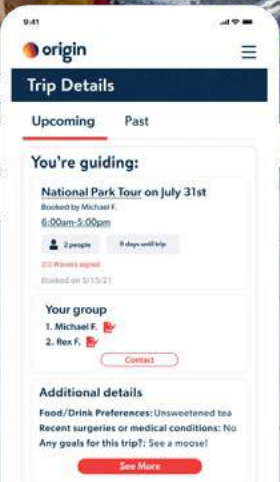 9:41
origin
Trip Details
Upcoming Past
You're guiding:
National Park Tour on July 31st
Booked by Michael F.
6:00am-5:00pm
2 people 9 days until trip
2/2 Waivers signed
Booked on 5/15/21
Your group
1. Michael F.
2. Rex F.
Contact
Additional details
Food/Drink Preferences: Unsweetened tea
Recent surgeries or medical conditions: No
Any goals for this trip?: See a moose!
See More